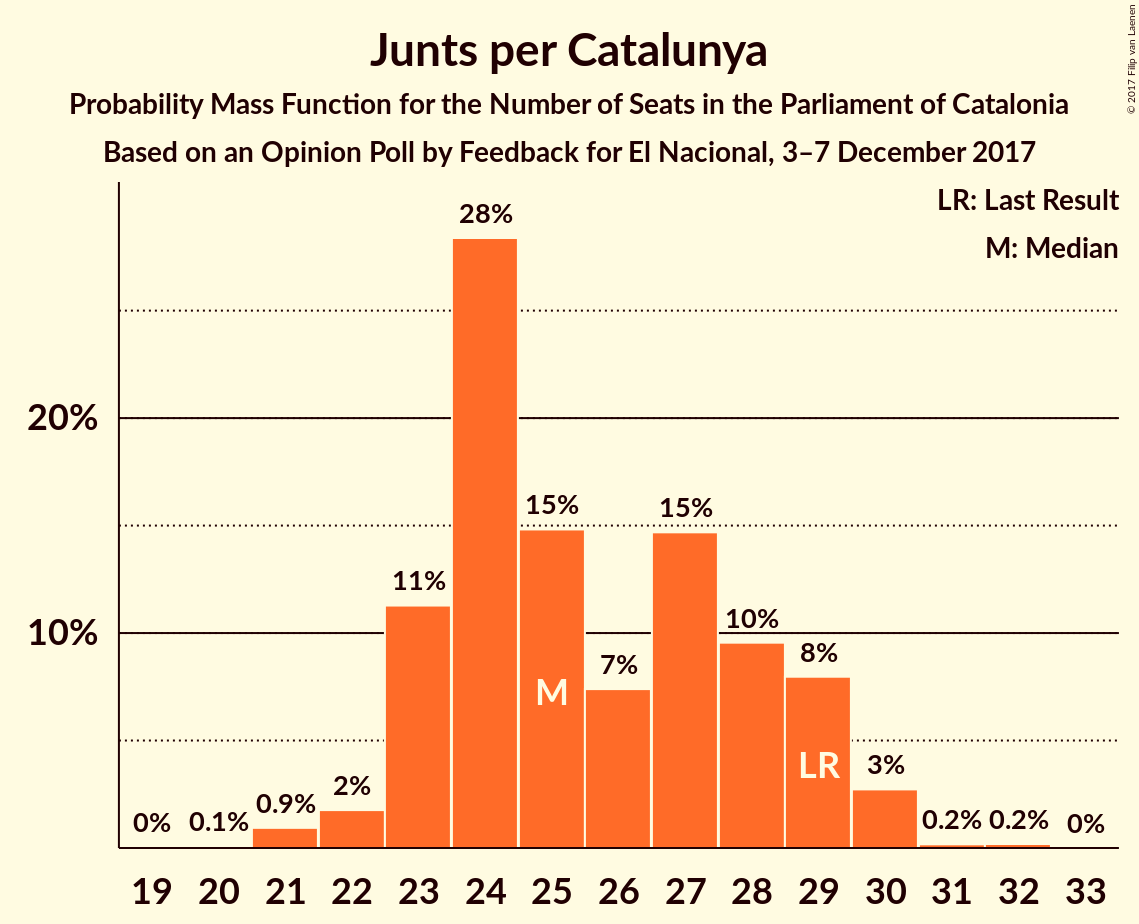 Junts per Catalunya
Probability Mass Function for the Number of Seats in the Parliament of Catalonia
Based on an Opinion Poll by Feedback for El Nacional, 3–7 December 2017
© 2017 Filip van Laenen
LR: Last Result
M: Median
28%
20%
15% 15%
11%
10%
10%
8%
7%
M
LR
3%
2%
0.9%
0% 0.1% 0.2% 0.2% 0%
19 20 21 22 23 24 25 26 27 28 29 30 31 32 33